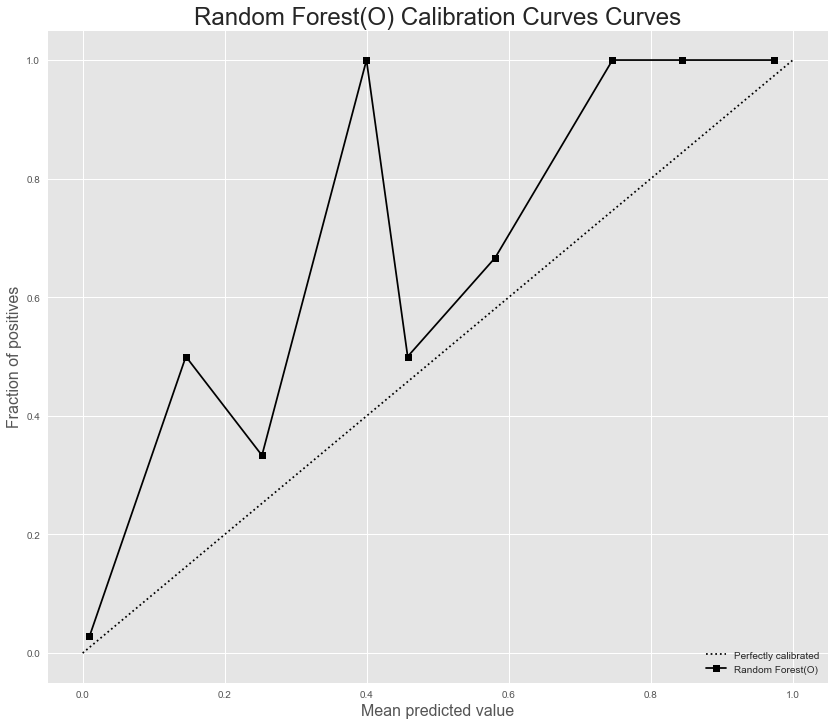 Random Forest(O) Calibration Curves Curves
Fraction of positives
1.0
0.8
0.6
0.4
0.2
0.0
0.0 0.2 0.4 0.6 0.8 1.0
Mean predicted value
Perfectly calibrated
Random Forest(O)